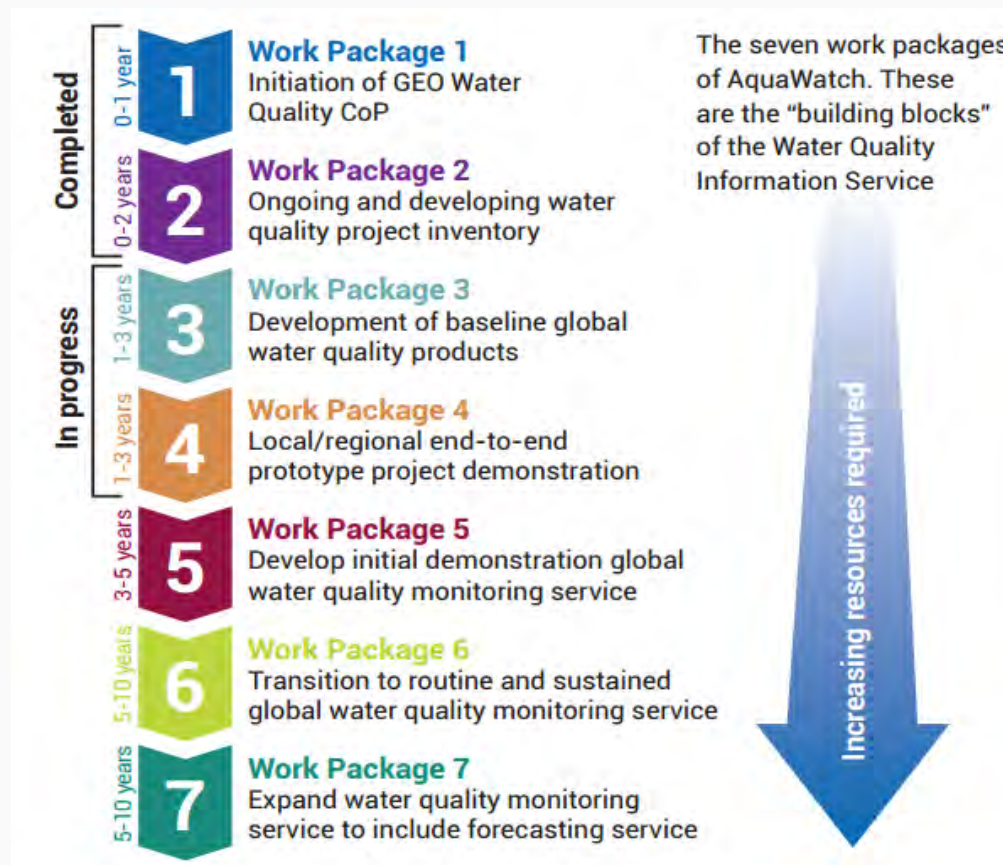 Completed
In progress
0-1 year
1
Work Package 1
Initiation of GEO Water
Quality CoP
0-2 years
2
Work Package 2
Ongoing and developing water
quality project inventory
1-3 years
3
Work Package 3
Development of baseline global
water quality products
1-3 years
4
Work Package 4
Local/regional end-to-end
prototype project demonstration
3-5 years
5
Work Package 5
Develop initial demonstration global
water quality monitoring service
5-10 years
6
Work Package 6
Transition to routine and sustained
global water quality monitoring service
5-10 years
7
Work Package 7
Expand water quality monitoring
service to include forecasting service
The seven work packages
of AquaWatch. These
are the “building blocks”
of the Water Quality
Information Service
Increasing resources required